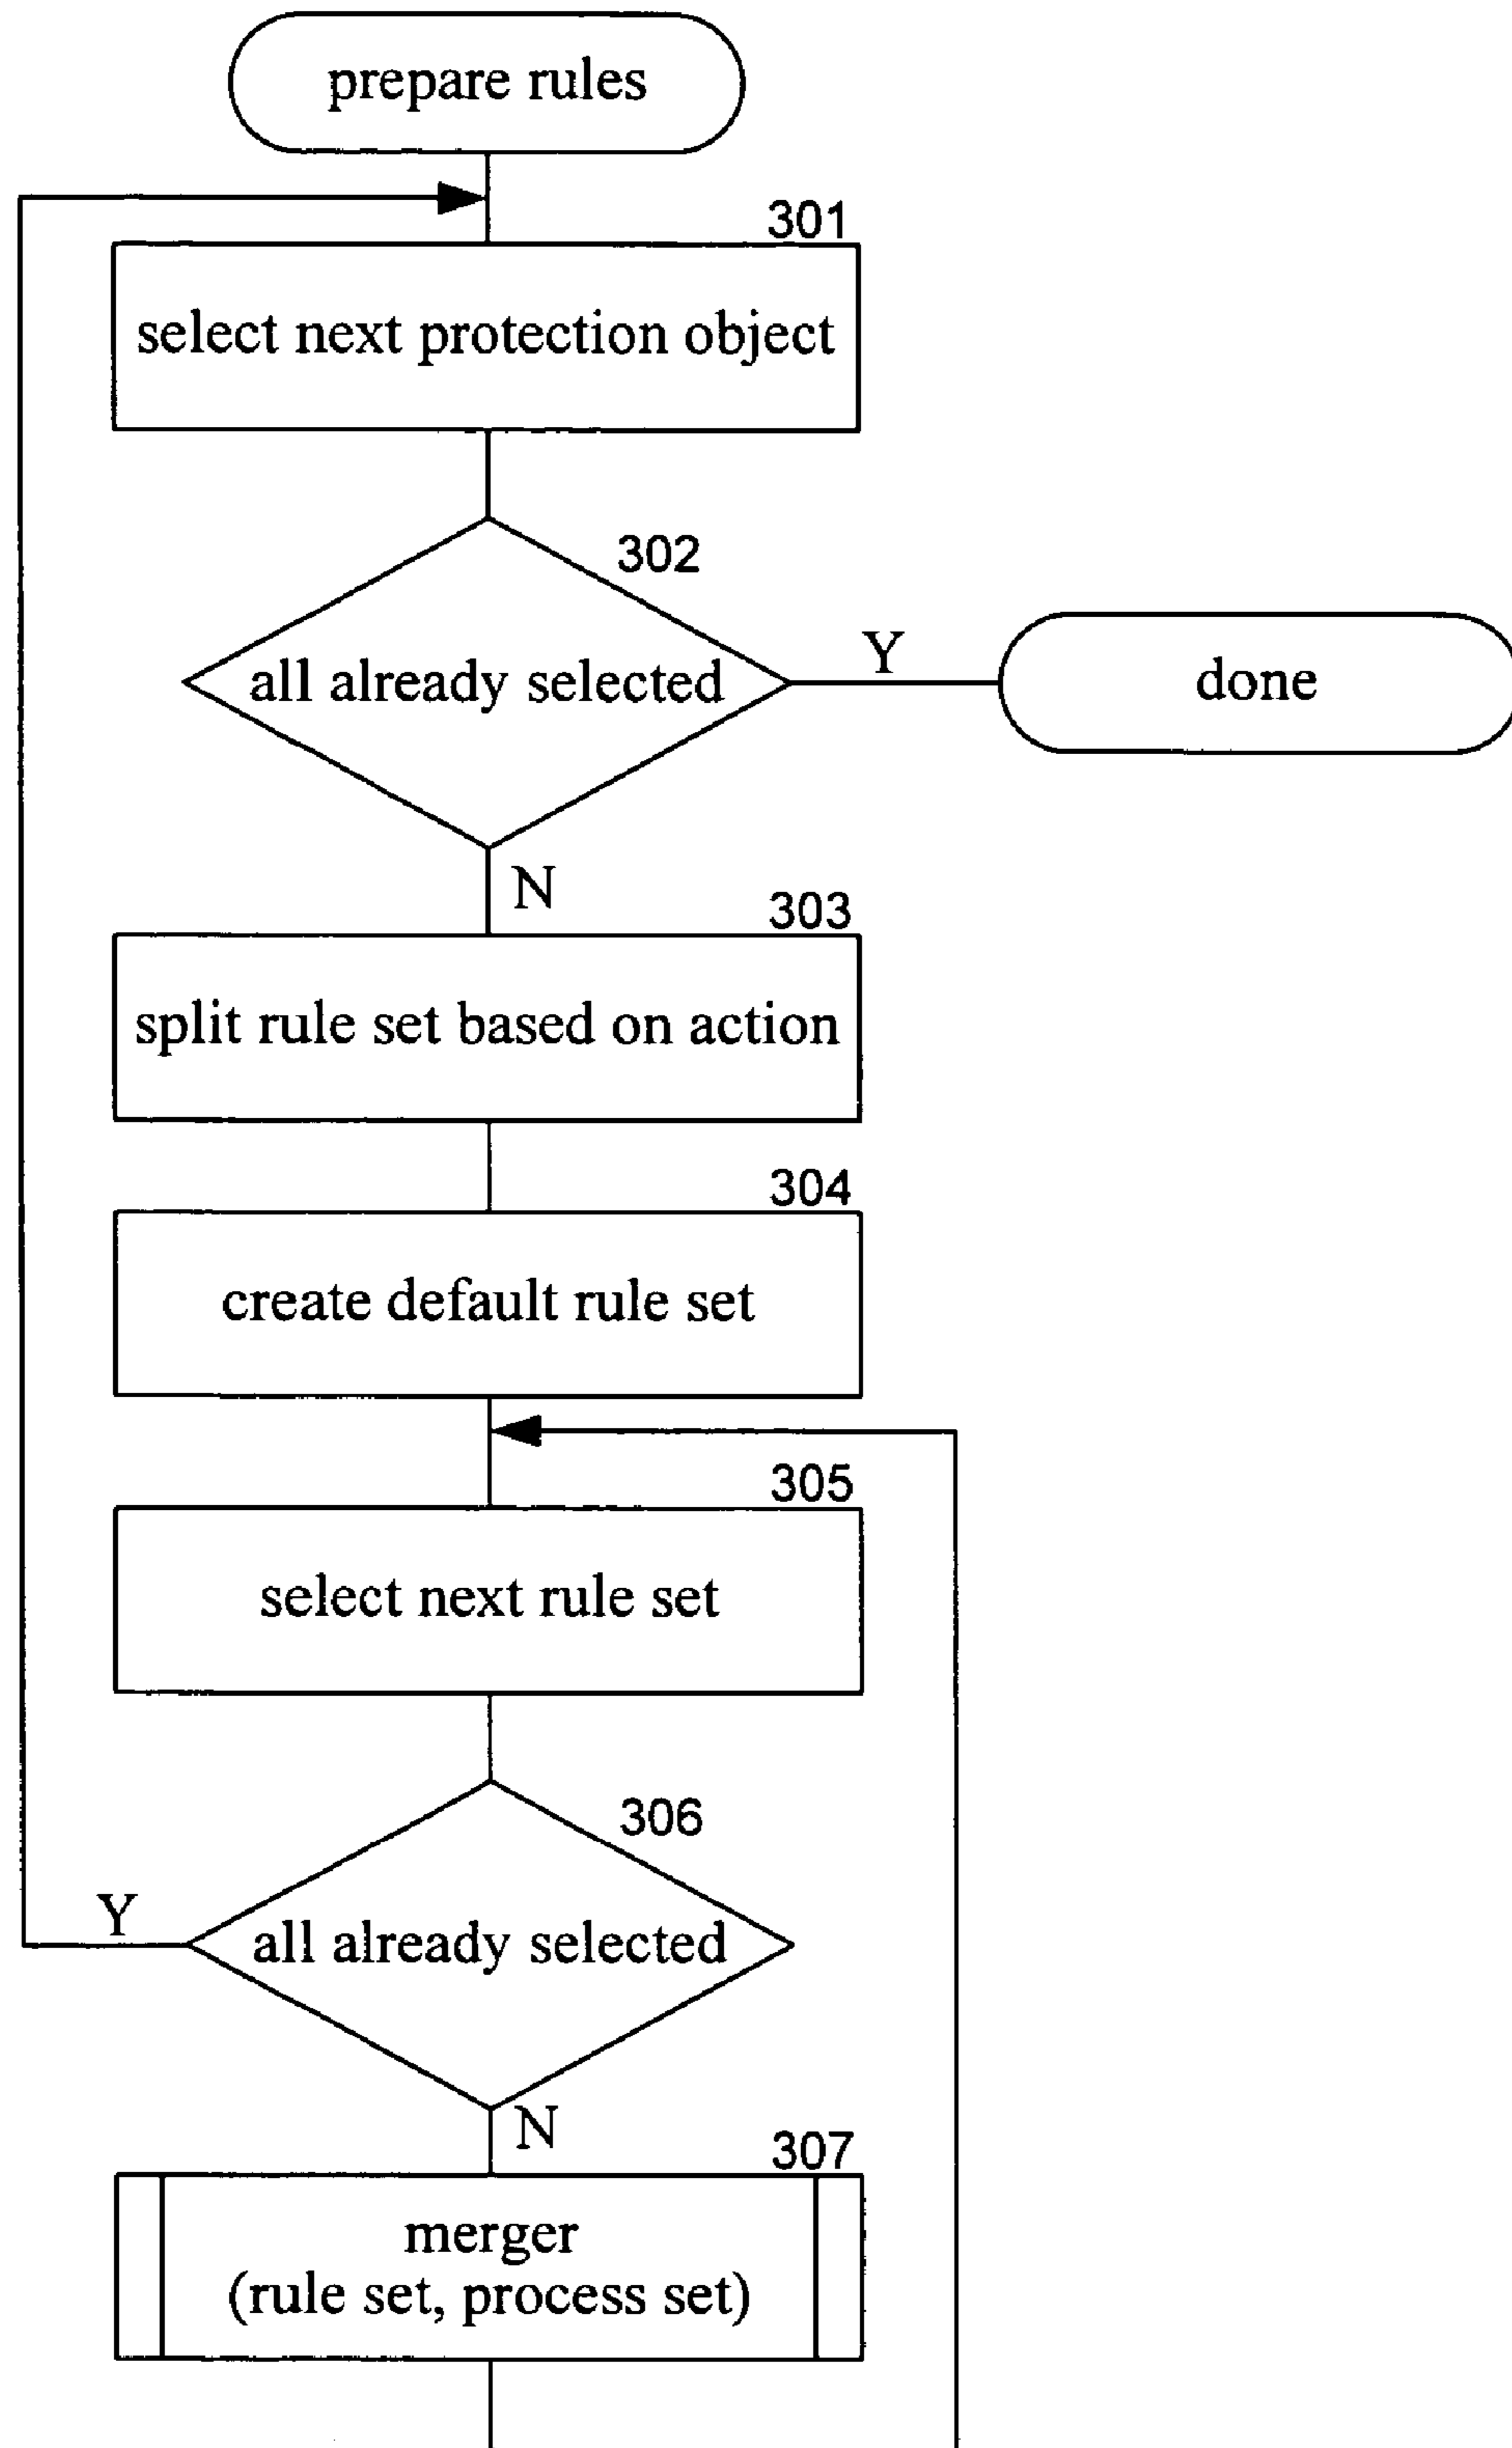 prepare rules
301
select next protection object
302
all already selected
Y
done
N
303
split rule set based on action
304
create default rule set
305
select next rule set
306
Y
all already selected
N
307
merger
(rule set, process set)